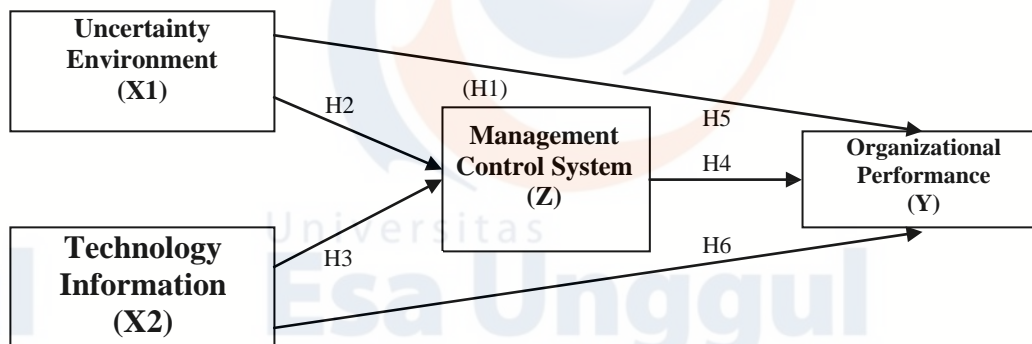 Uncertainty
Environment
(X1)
(H1)
H2
H5
Management
Control System
(Z)
H4
Organizational
Performance
(Y)
Technology
Information
(X2)
H3
H6
Universitas
Esa Unggul